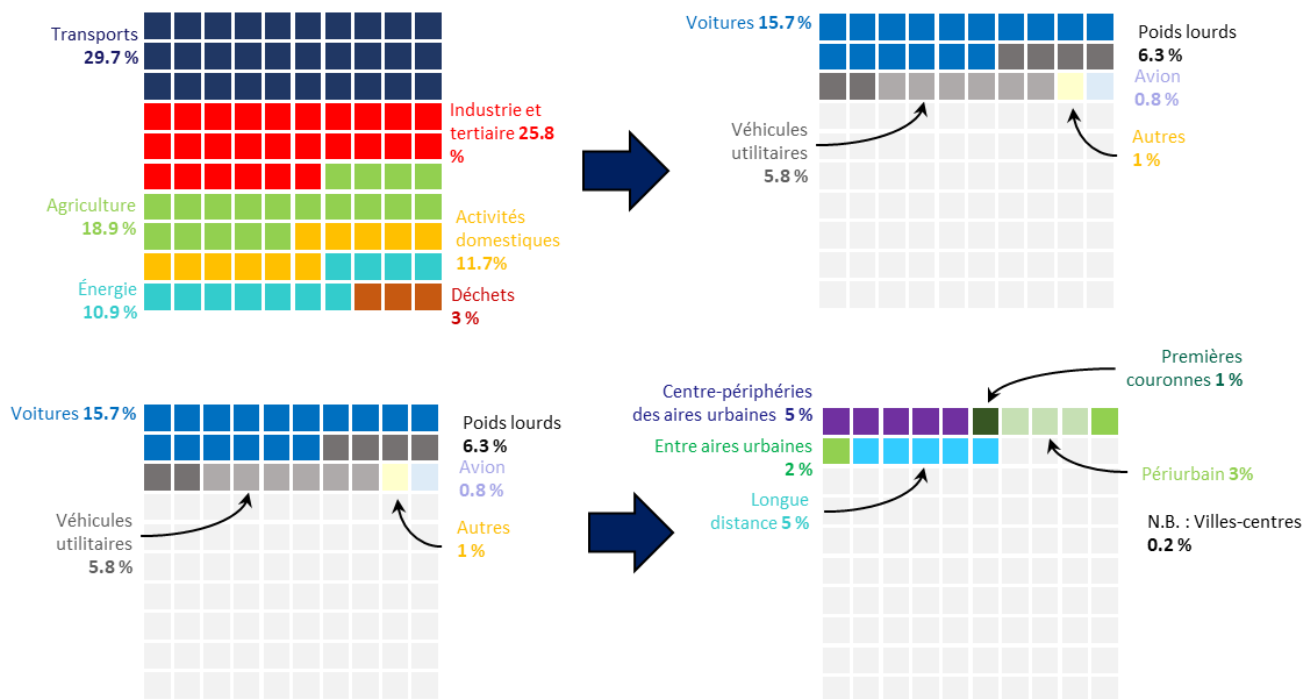 Transports
29.7 %
Industrie et
tertiaire 25.8
%
Agriculture
18.9 %
Activités
domestiques
11.7%
Énergie
10.9 %
Déchets
3 %
Voitures 15.7 %
Poids lourds
6.3 %
Avion
0.8 %
Véhicules
utilitaires
5.8 %
Autres
1 %
Voitures 15.7 %
Poids lourds
6.3 %
Avion
0.8 %
Véhicules
utilitaires
5.8 %
Autres
1 %
Premières
couronnes 1 %
Centre-périphéries
des aires urbaines 5 %
Entre aires urbaines
2 %
Périurbain 3%
Longue
distance 5 %
N.B. : Villes-centres
0.2 %